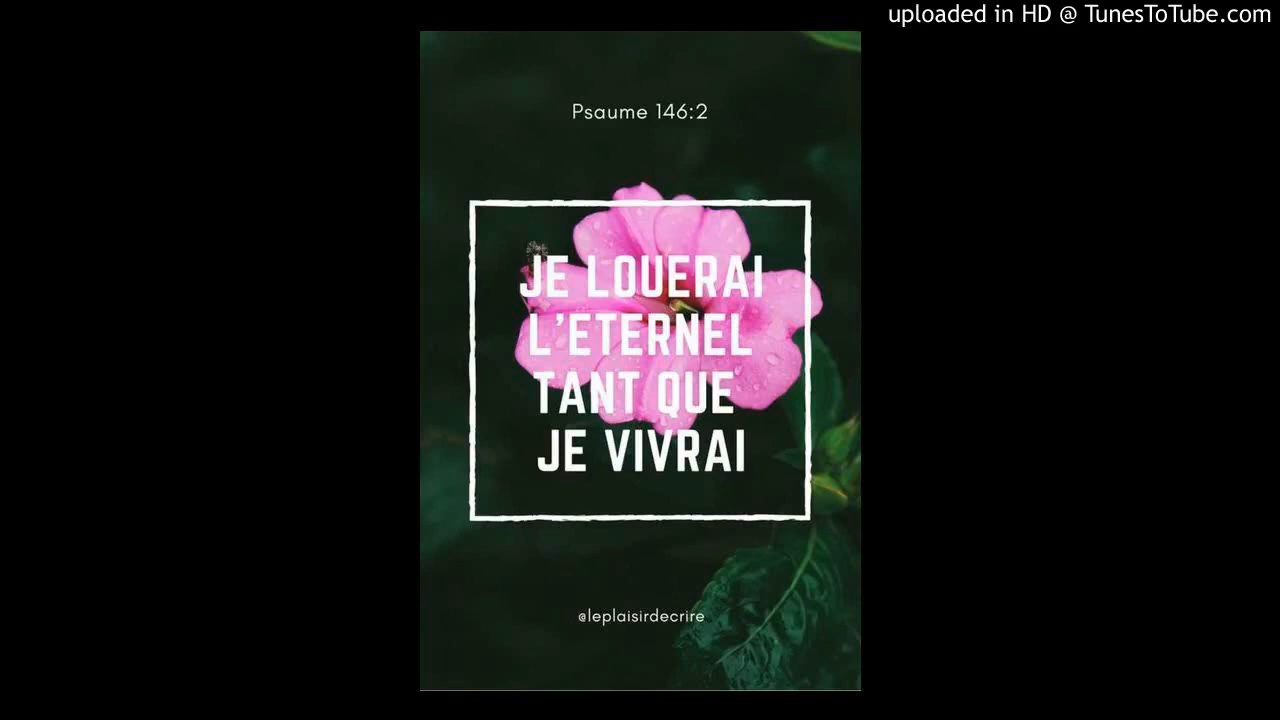 uploaded in HD @ TunesToTube.com
Psaume 146:2
JE LOUERAI
L'ETERNEL
TANT QUE
JE VIVRAI
@leplaisirdecrire